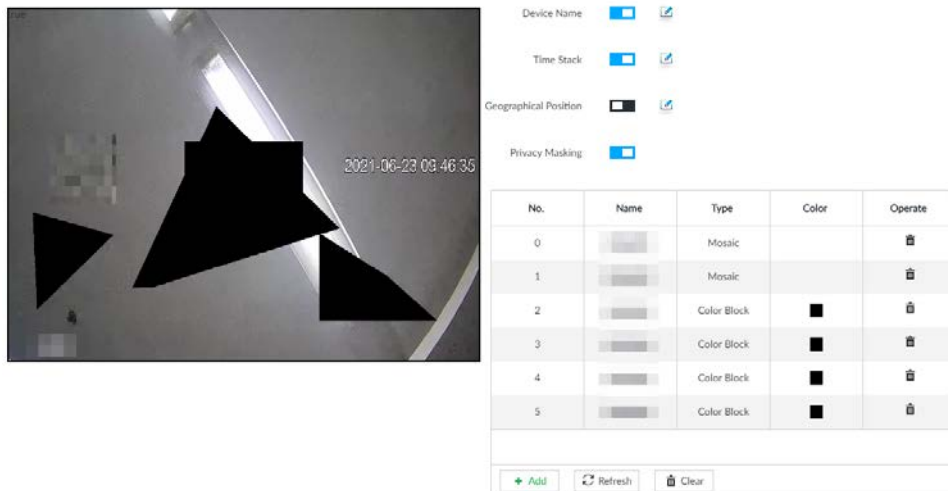 2021-06-23 09:46:35
Device Name
Time Stack
Geographical Position
Privacy Masking
No. Name Type Color Operate
0 Mosaic
1 Mosaic
2 Color Block
3 Color Block
4 Color Block
5 Color Block
+ Add Refresh Clear